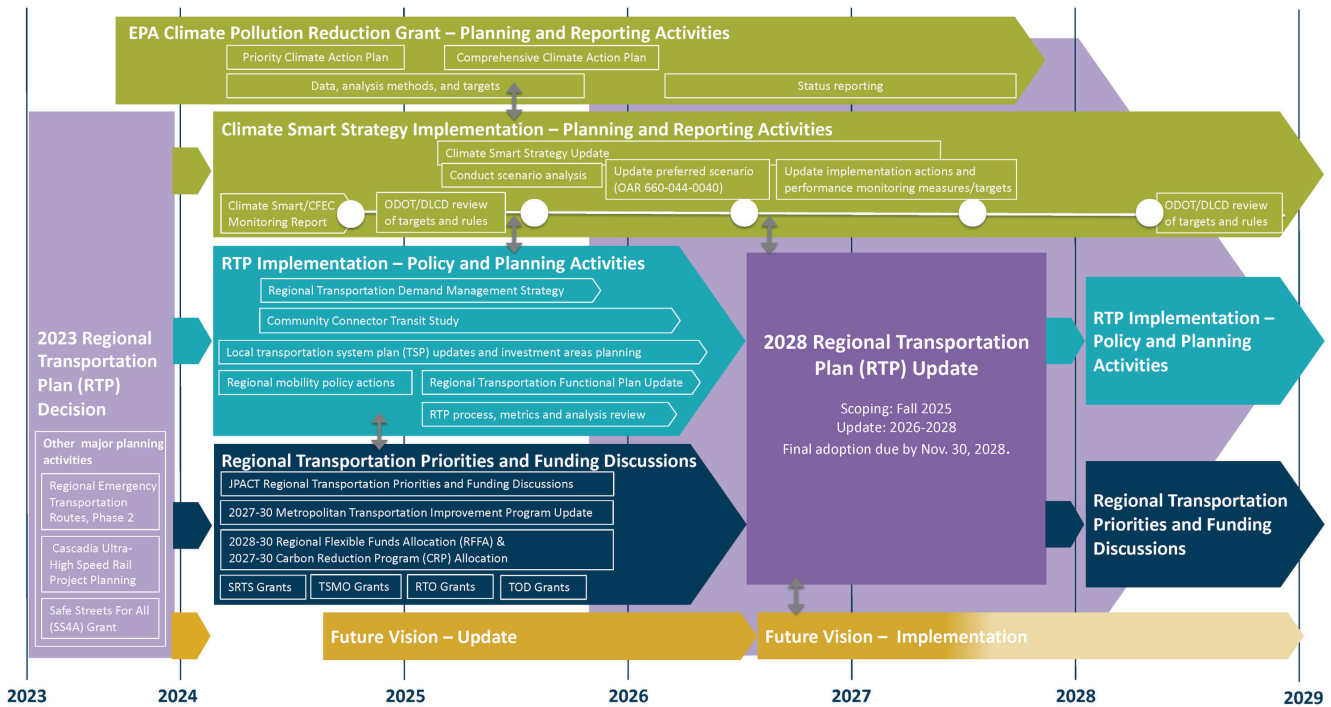 EPA Climate Pollution Reduction Grant – Planning and Reporting Activities
Priority Climate Action Plan
Comprehensive Climate Action Plan
Data, analysis methods, and targets
Status reporting
Climate Smart Strategy Implementation – Planning and Reporting Activities
Climate Smart Strategy Update
Conduct scenario analysis
Update preferred scenario
(OAR 660-044-0040)
Update implementation actions and
performance monitoring measures/targets
Climate Smart/CFEC
Monitoring Report
ODOT/DLCD review
of targets and rules
ODOT/DLCD review
of targets and rules
2023 Regional
Transportation
Plan (RTP)
Decision
Other major planning
activities
Regional Emergency
Transportation
Routes, Phase 2
Cascadia Ultra-
High Speed Rail
Project Planning
Safe Streets For All
(SS4A) Grant
RTP Implementation – Policy and Planning Activities
Regional Transportation Demand Management Strategy
Community Connector Transit Study
Local transportation system plan (TSP) updates and investment areas planning
Regional mobility policy actions
Regional Transportation Functional Plan Update
RTP process, metrics and analysis review
Regional Transportation Priorities and Funding Discussions
JPACT Regional Transportation Priorities and Funding Discussions
2027-30 Metropolitan Transportation Improvement Program Update
2028-30 Regional Flexible Funds Allocation (RFFA) &
2027-30 Carbon Reduction Program (CRP) Allocation
SRTS Grants
TSMO Grants
RTO Grants
TOD Grants
2028 Regional Transportation
Plan (RTP) Update
Scoping: Fall 2025
Update: 2026-2028
Final adoption due by Nov. 30, 2028.
RTP Implementation –
Policy and Planning
Activities
Regional Transportation
Priorities and Funding
Discussions
Future Vision – Update
Future Vision – Implementation
2023
2024
2025
2026
2027
2028
2029